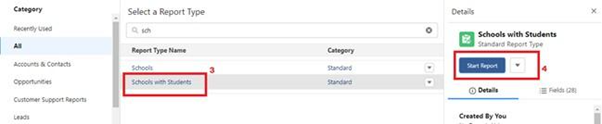 Category
Recently Used
All
Accounts & Contacts
Opportunities
Customer Support Reports
Leads
Select a Report Type
sch
Report Type Name
Category
Schools
Standard
3
Schools with Students
Standard
Details
Schools with Students
Standard Report Type
Start Report
4
Details
Fields (28)
Created By You